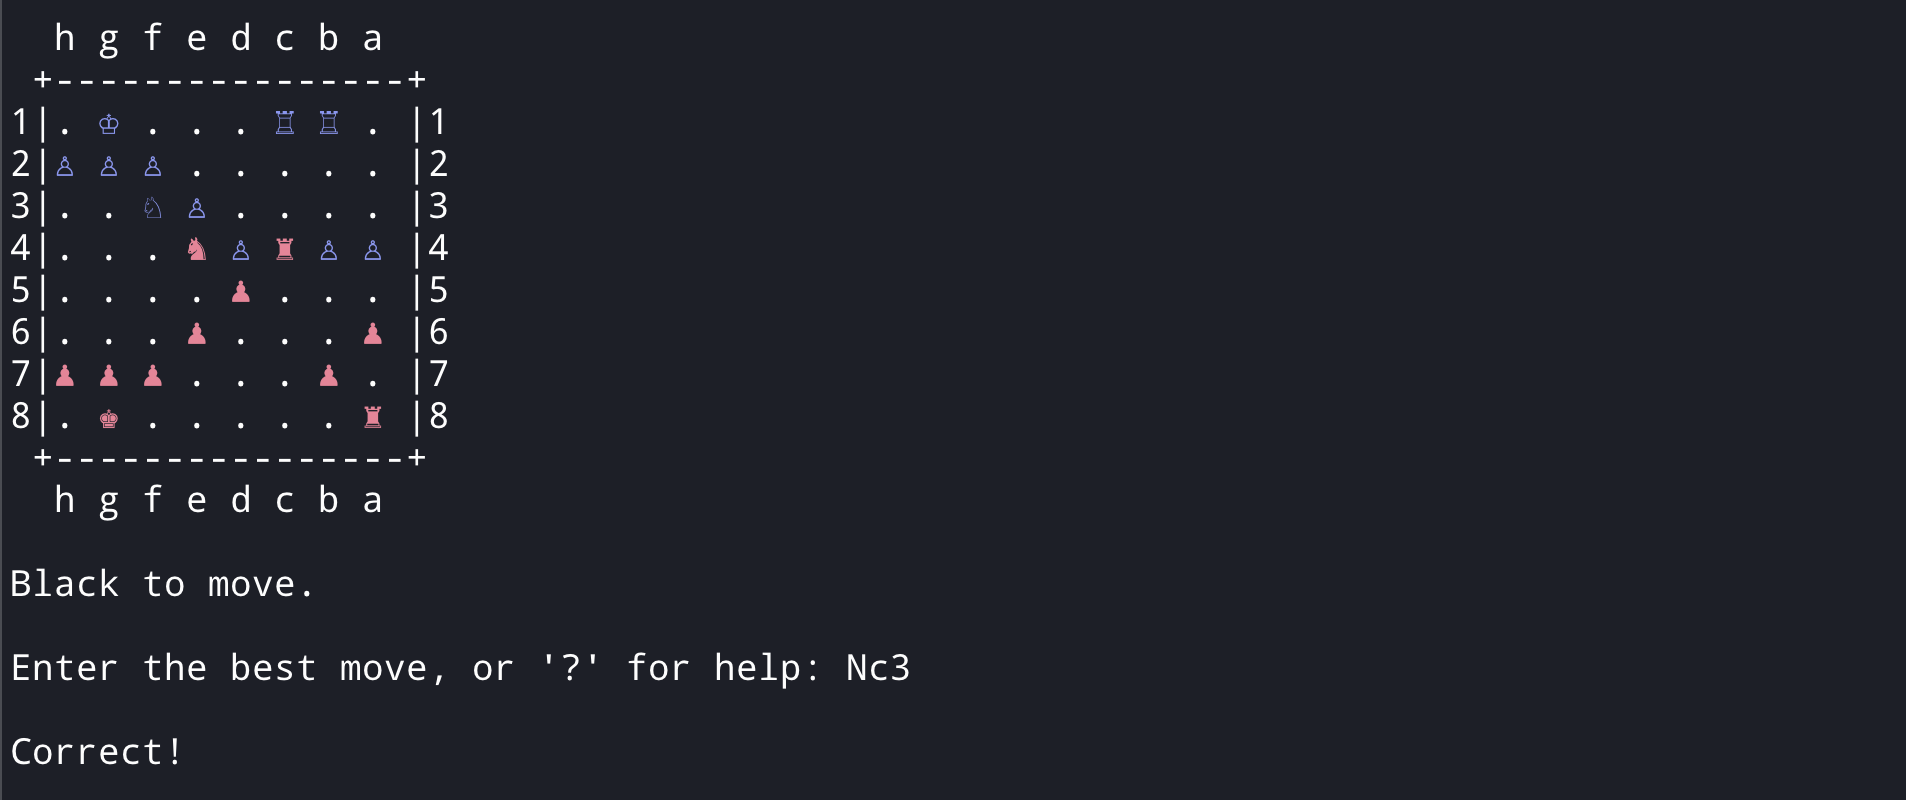 h g f e d c b a
+----------------+
1|. ♔ . . . ♖ ♖ . |1
2|♙ ♙ ♙ . . . . . |2
3|. . ♘ ♙ . . . . |3
4|. . . ♞ ♙ ♜ ♙ ♙ |4
5|. . . . ♟ . . . |5
6|. . . ♟ . . . ♟ |6
7|♟ ♟ ♟ . . . ♟ . |7
8|. ♚ . . . . . ♜ |8
+----------------+
h g f e d c b a
Black to move.
Enter the best move, or '?' for help: Nc3
Correct!